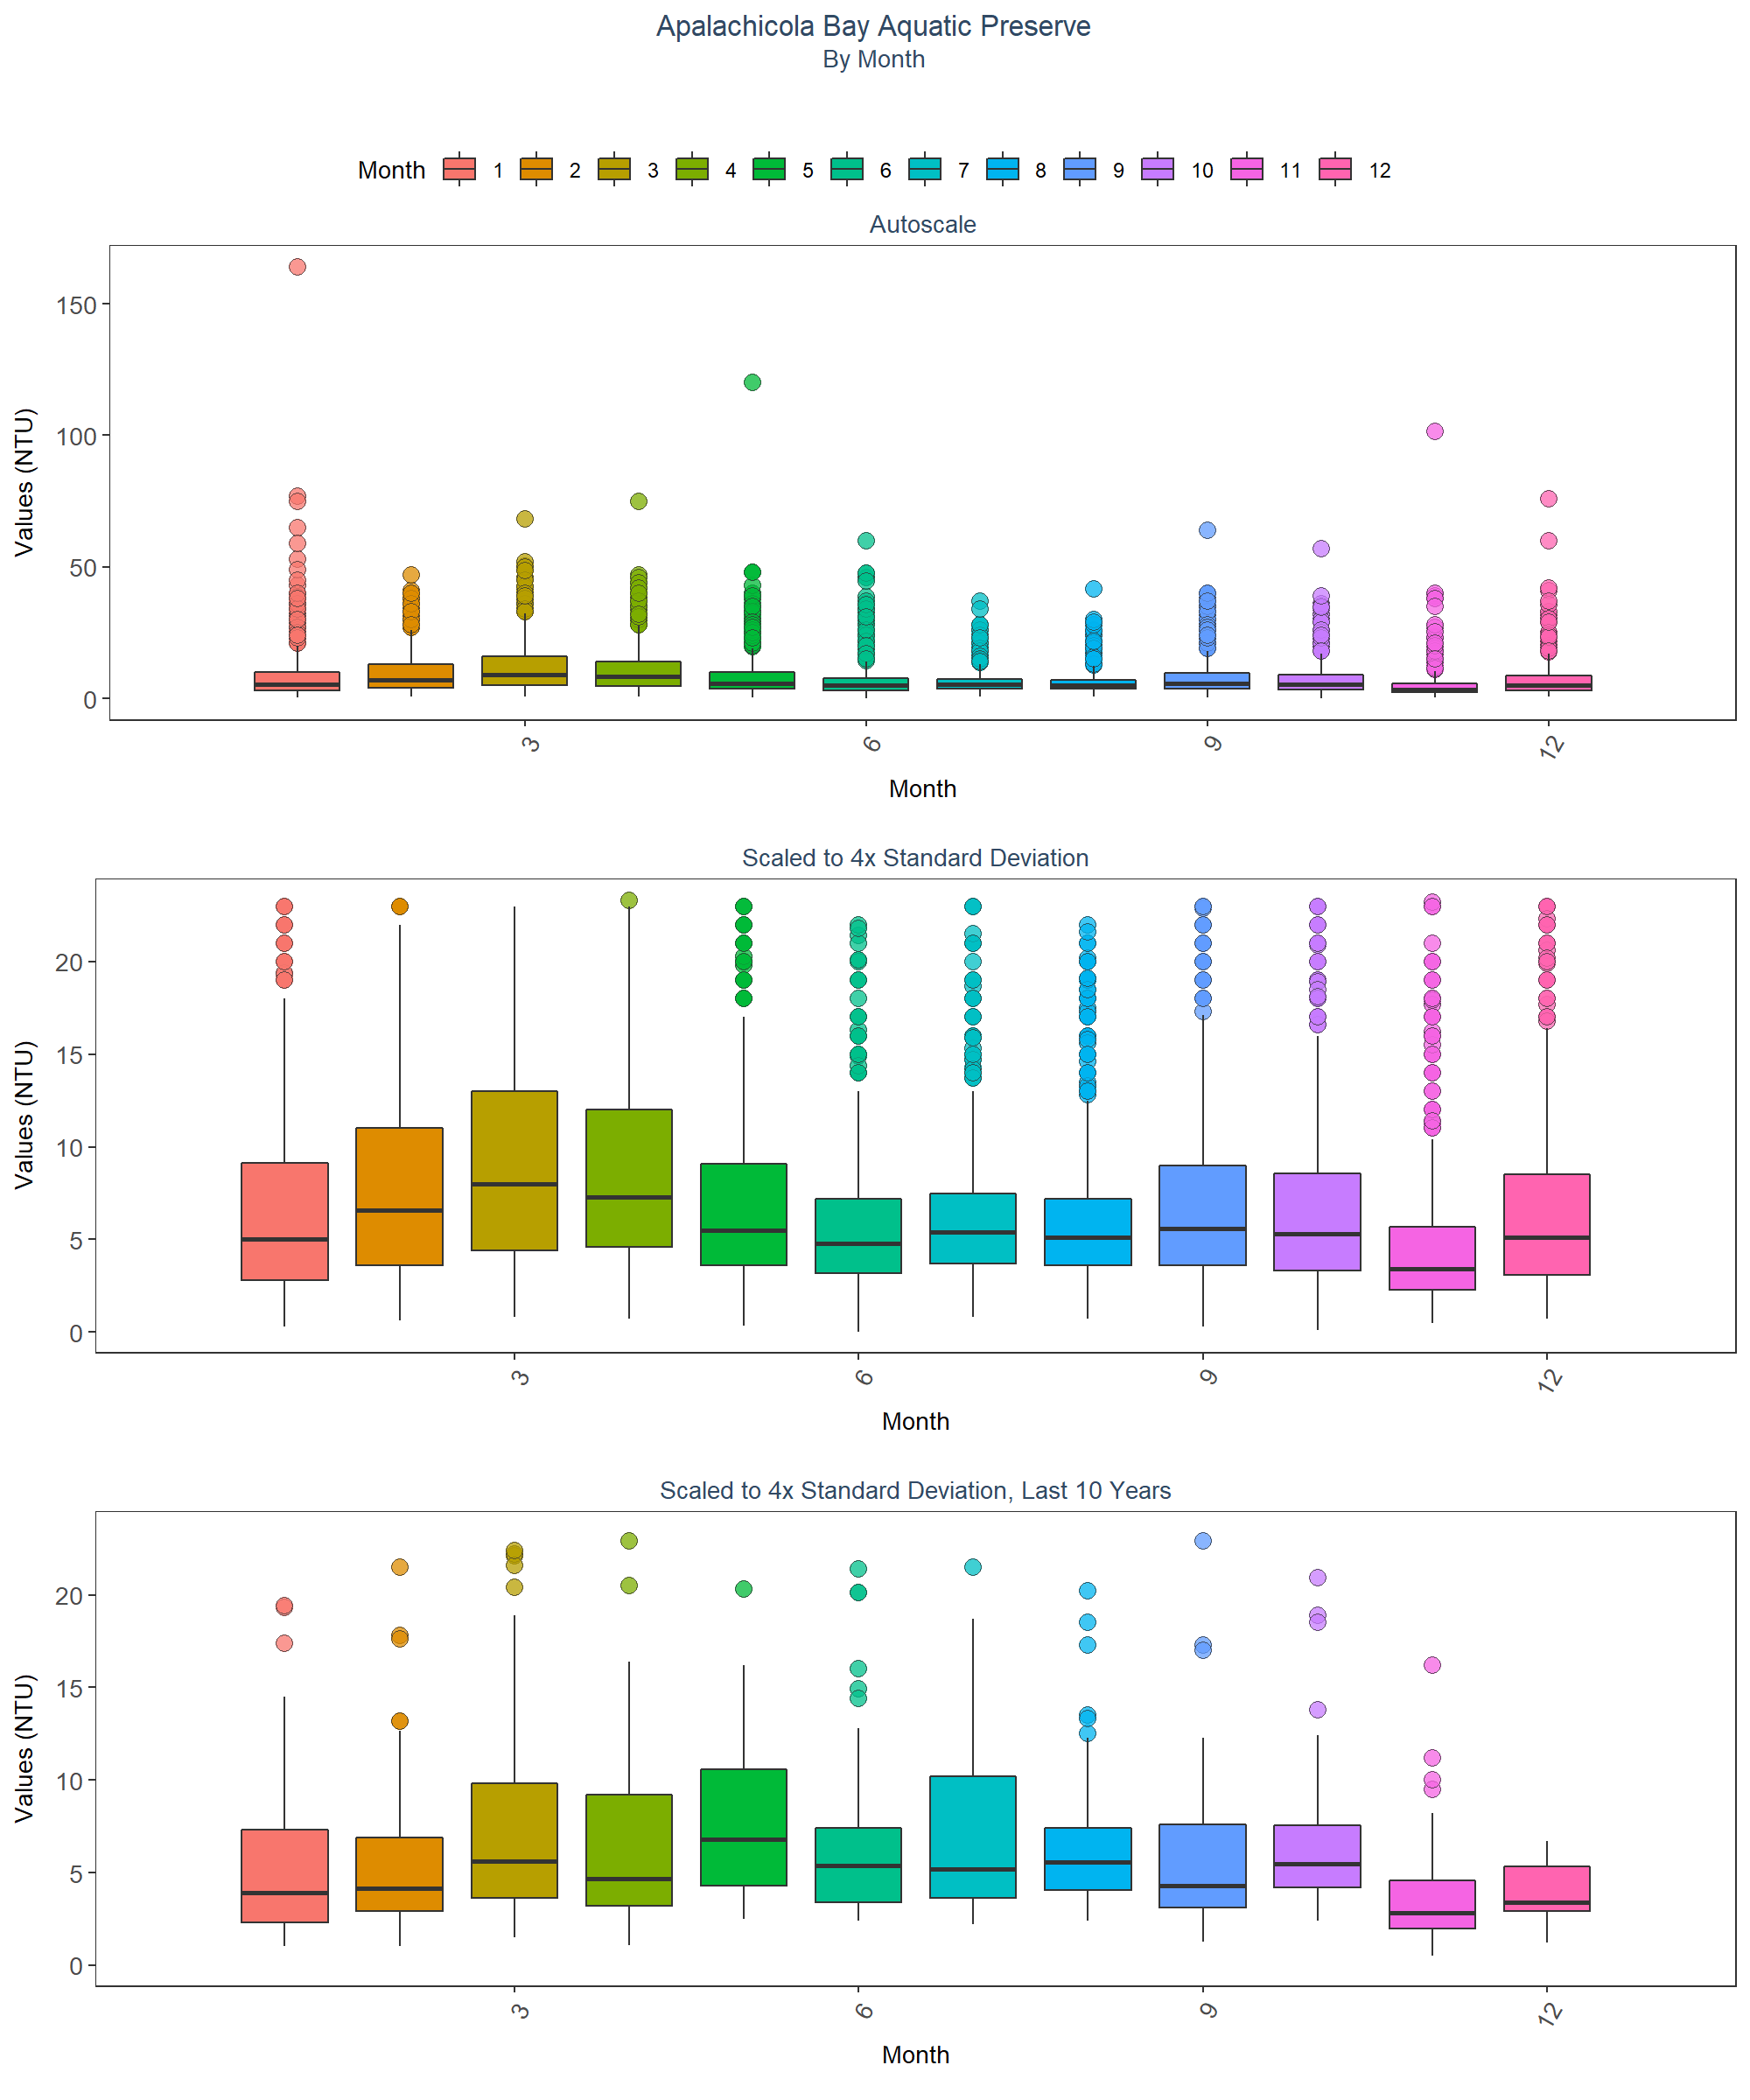 Apalachicola Bay Aquatic Preserve
By Month
Month 1 2 3 4 5 6 7 8 9 10 11 12
Autoscale
Values (NTU)
150
100
50
0
3 6 9 12
Month
Scaled to 4x Standard Deviation
Values (NTU)
20
15
10
5
0
3 6 9 12
Month
Scaled to 4x Standard Deviation, Last 10 Years
Values (NTU)
20
15
10
5
0
3 6 9 12
Month